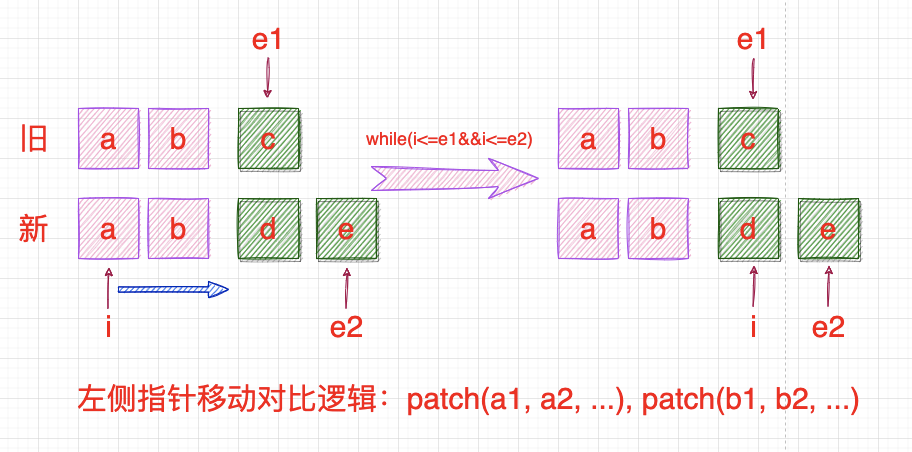 e1
e1
旧 a b c
while(i<=e1&&i<=e2)
a b c
新 a b d e
a b d e
i
e2
i
e2
左侧指针移动对比逻辑：patch(a1, a2, ...), patch(b1, b2, ...)